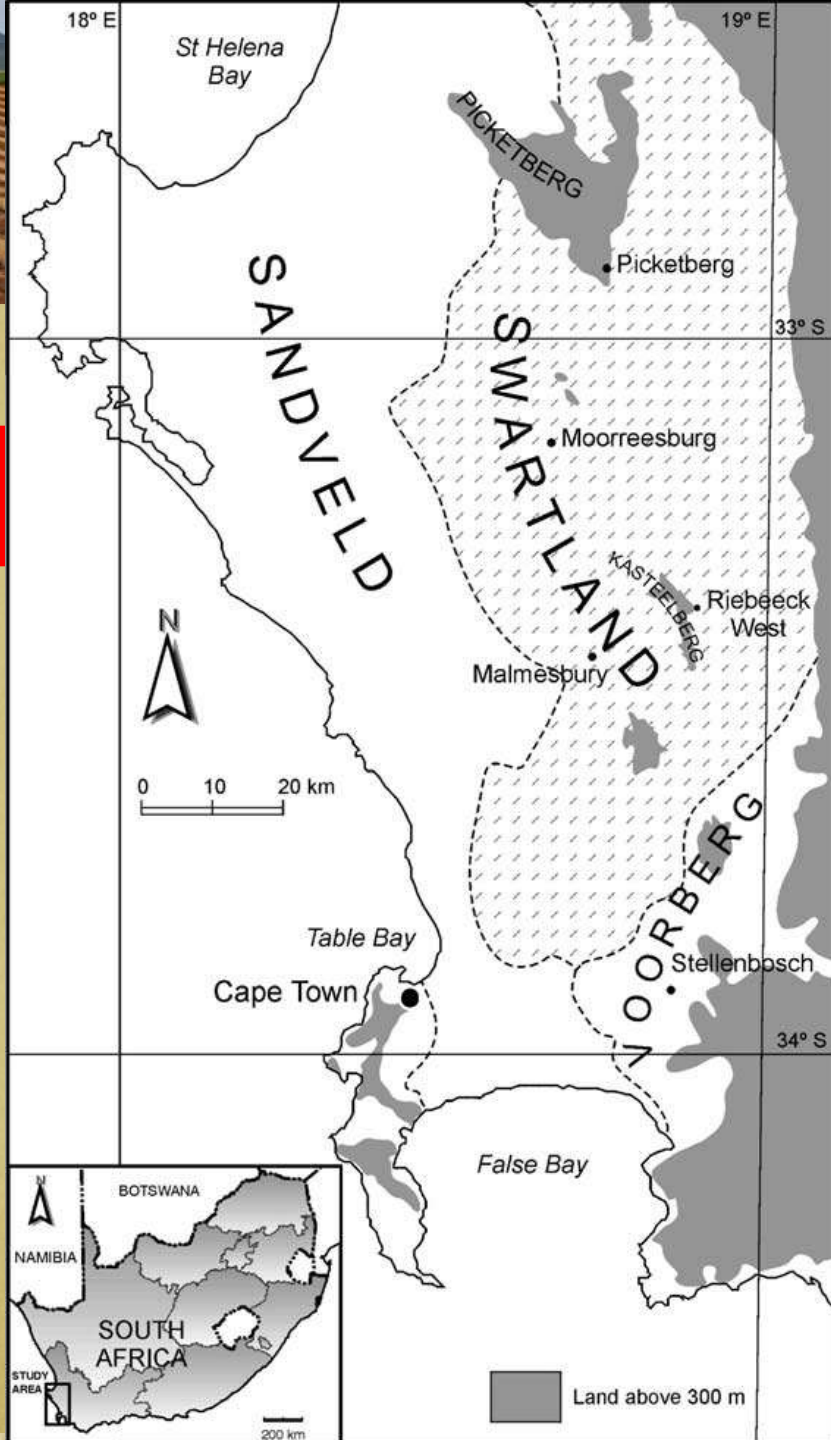 18º E
19º E
St Helena
Bay
PICKETBERG
Picketberg
SANDVELD
SWARTLAND
33º S
Moorreesburg
KASTEELBERG
Riebeeck
West
Malmesbury
N
0 10 20 km
VOORBERG
Table Bay
Stellenbosch
Cape Town
34º S
False Bay
N
BOTSWANA
NAMIBIA
SOUTH
AFRICA
STUDY
AREA
200 km
Land above 300 m